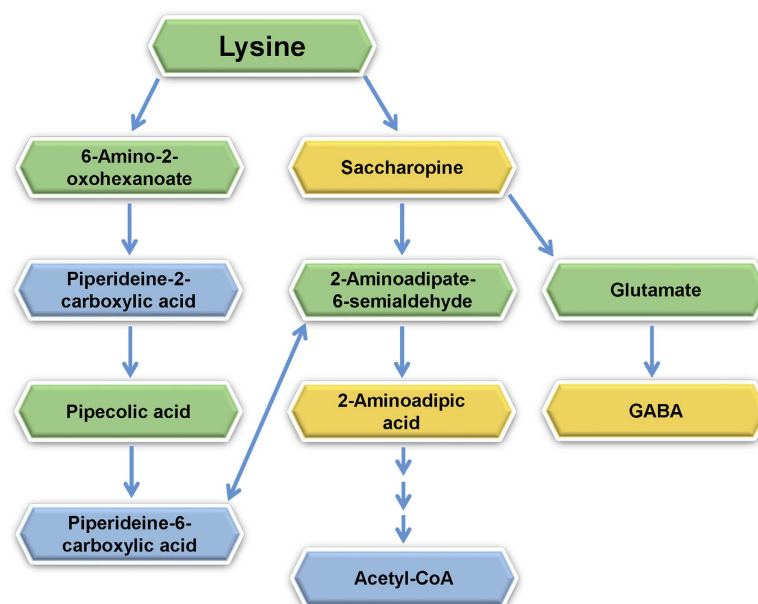 Lysine
6-Amino-2-
oxohexanoate
Saccharopine
Piperideine-2-
carboxylic acid
2-Aminoadipate-
6-semialdehyde
Glutamate
Pipecolic acid
2-Aminoadipic
acid
GABA
Piperideine-6-
carboxylic acid
Acetyl-CoA